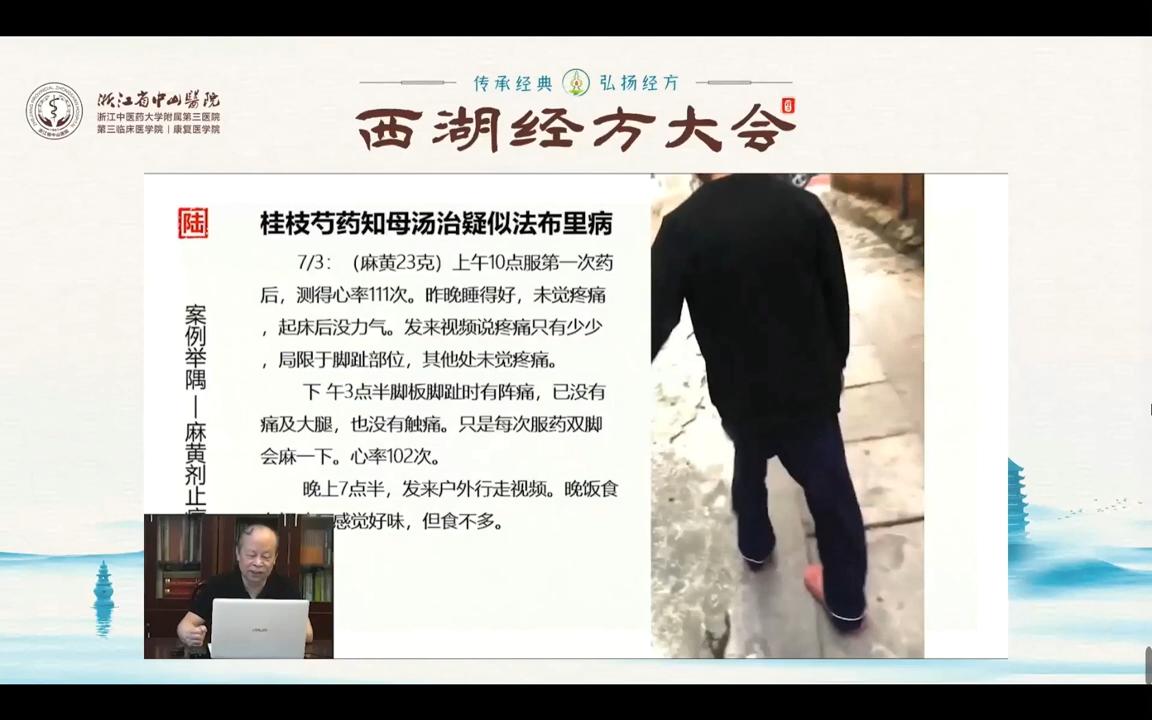 传承经典 弘扬经方
西湖经方大会
浙江省中山醫院
浙江中医药大学附属第三医院
第三临床医学院 | 康复医学院
陆
案例举隅—麻黄剂止
桂枝芍药知母汤治疑似法布里病
7/3：（麻黄23克）上午10点服第一次药
后，测得心率111次。昨晚睡得好，未觉疼痛
，起床后没力气。发来视频说疼痛只有少少
，局限于脚趾部位，其他处未觉疼痛。
下 午3点半脚板脚趾时有阵痛，已没有
痛及大腿，也没有触痛。只是每次服药双脚
会麻一下。心率102次。
晚上7点半，发来户外行走视频。晚饭食
感觉好味，但食不多。
ASUS